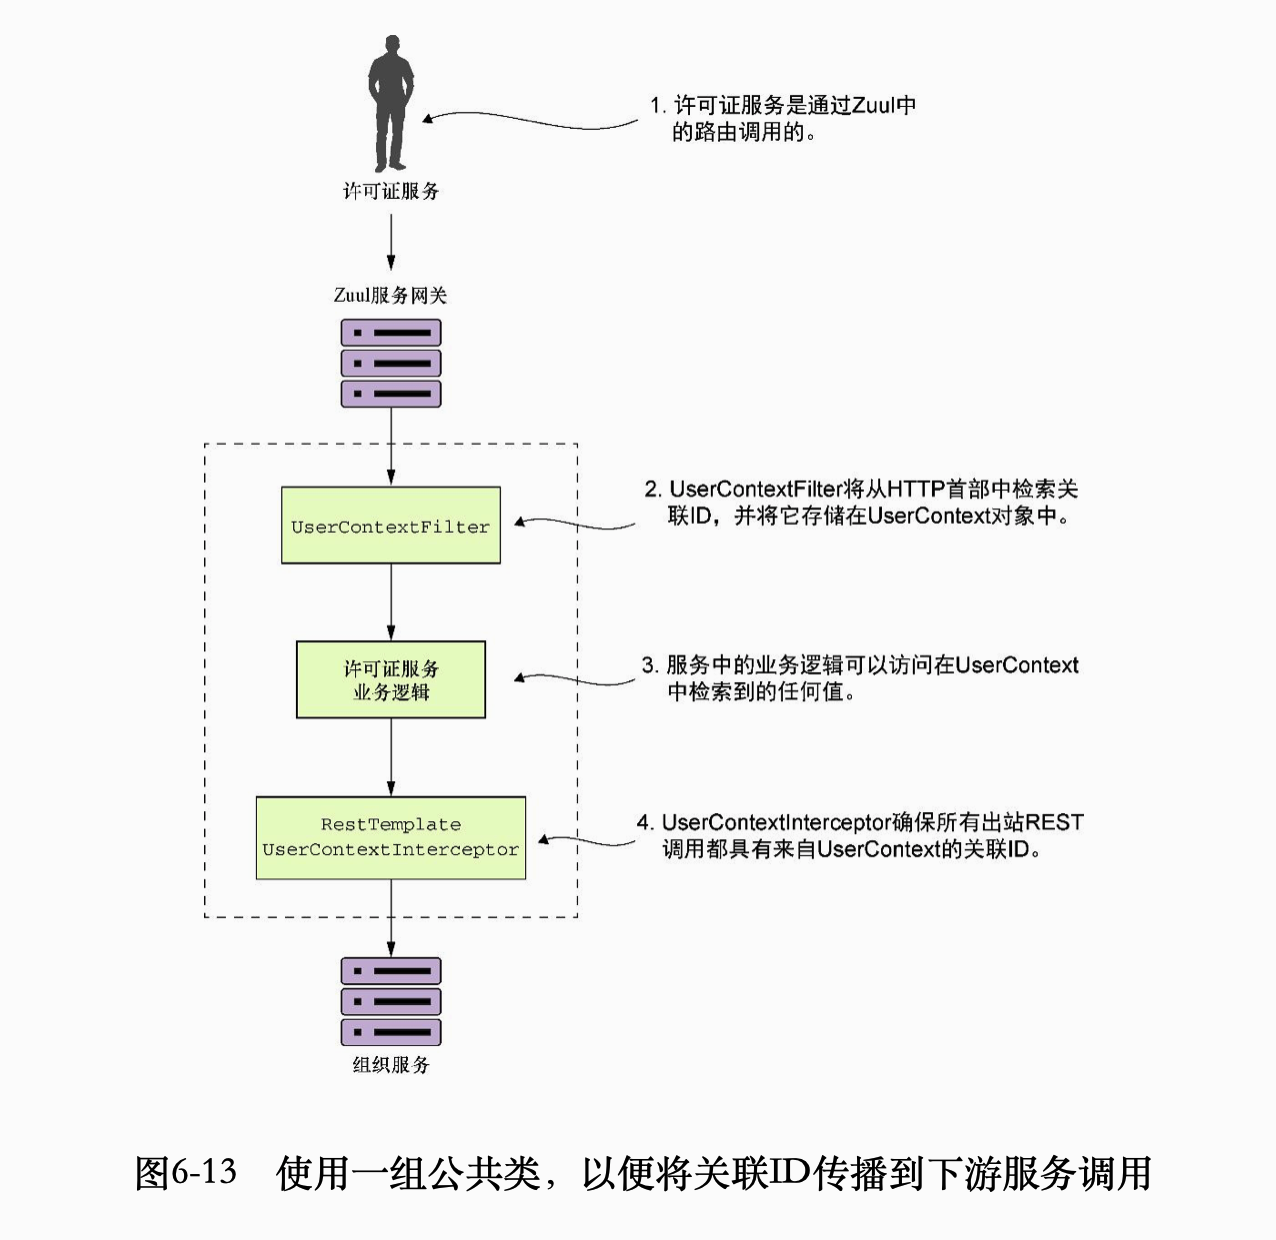 1. 许可证服务是通过Zuul中
的路由调用的。
许可证服务
Zuul服务网关
UserContextFilter
2. UserContextFilter将从HTTP首部中检索关
联ID，并将它存储在UserContext对象中。
许可证服务
业务逻辑
3. 服务中的业务逻辑可以访问在UserContext
中检索到的任何值。
RestTemplate
UserContextInterceptor
4. UserContextInterceptor确保所有出站REST
调用都具有来自UserContext的关联ID。
组织服务
图6-13 使用一组公共类，以便将关联ID传播到下游服务调用